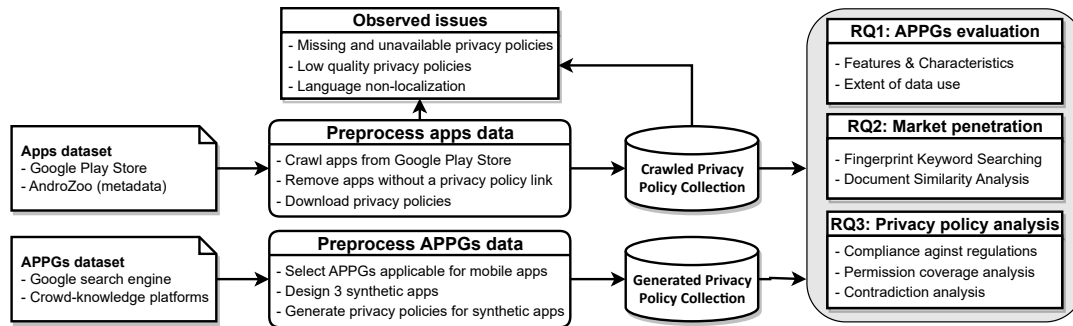 Observed issues
- Missing and unavailable privacy policies
- Low quality privacy policies
- Language non-localization
Apps dataset
- Google Play Store
- AndroZoo (metadata)
Preprocess apps data
- Crawl apps from Google Play Store
- Remove apps without a privacy policy link
- Download privacy policies
Crawled Privacy
Policy Collection
APPGs dataset
- Google search engine
- Crowd-knowledge platforms
Preprocess APPGs data
- Select APPGs applicable for mobile apps
- Design 3 synthetic apps
- Generate privacy policies for synthetic apps
Generated Privacy
Policy Collection
RQ1: APPGs evaluation
- Features & Characteristics
- Extent of data use
RQ2: Market penetration
- Fingerprint Keyword Searching
- Document Similarity Analysis
RQ3: Privacy policy analysis
- Compliance aginst regulations
- Permission coverage analysis
- Contradiction analysis